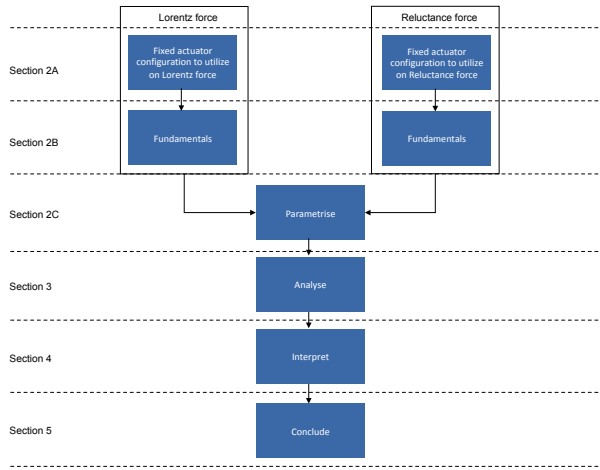 Lorentz force
Reluctance force
Section 2A
Fixed actuator
configuration to utilize
on Lorentz force
Fixed actuator
configuration to utilize
on Reluctance force
Section 2B
Fundamentals
Fundamentals
Section 2C
Parametrise
Section 3
Analyse
Section 4
Interpret
Section 5
Conclude